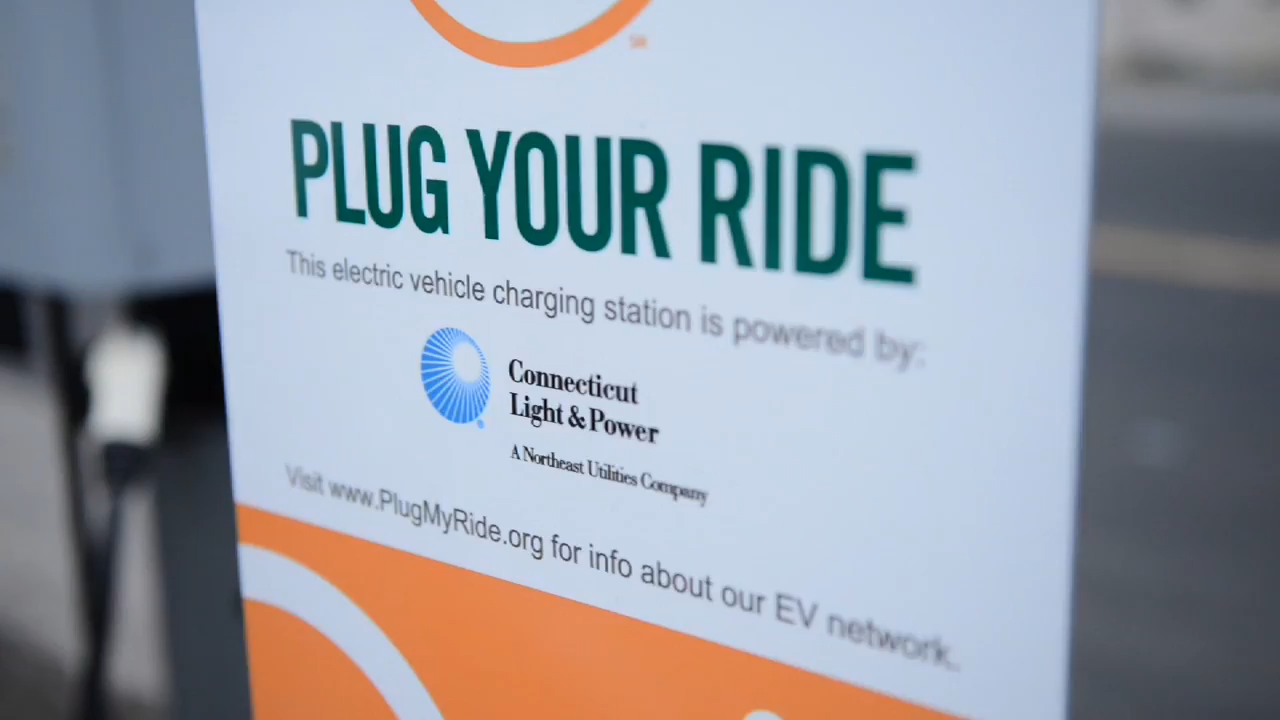 SM
PLUG YOUR RIDE
This electric vehicle charging station is powered by:
Connecticut
Light & Power
A Northeast Utilities Company
Visit www.PlugMyRide.org for info about our EV network.